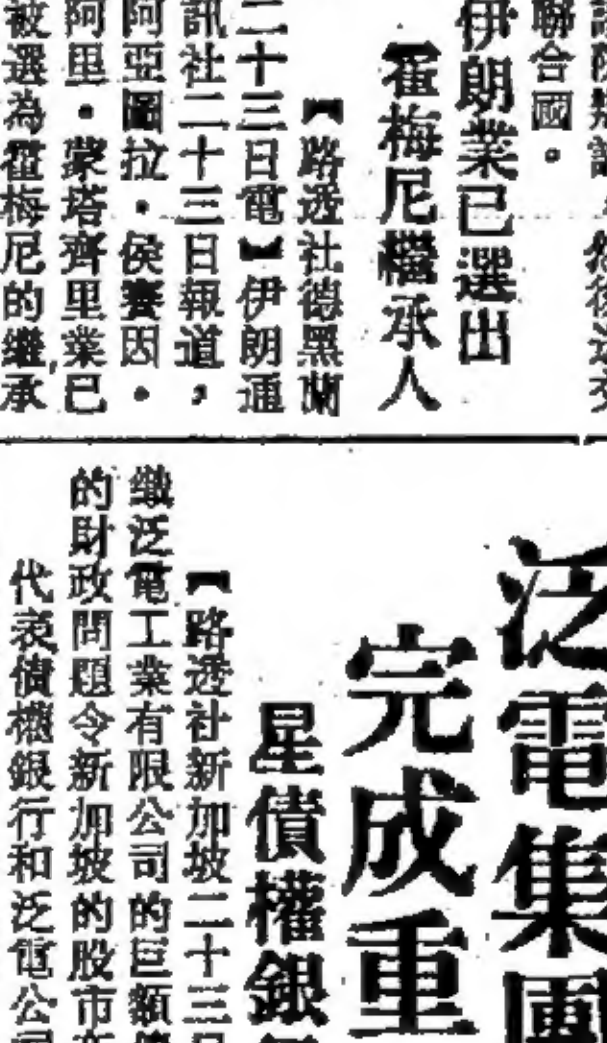 聯合國。
伊朗業已選出
霍梅尼繼承人
【路透社德黑蘭
二十三日電】伊朗通
訊社二十三日報道,
阿亞圖拉•侯賽因•
阿里•蒙塔齊里業已
被選為霍梅尼的繼承
泛電集團
完成重
星債權銀
【路透社新加坡二十三日
繼泛電工業有限公司的巨額債
的財政問題令新加坡的股市
代表債權銀行和泛電公司